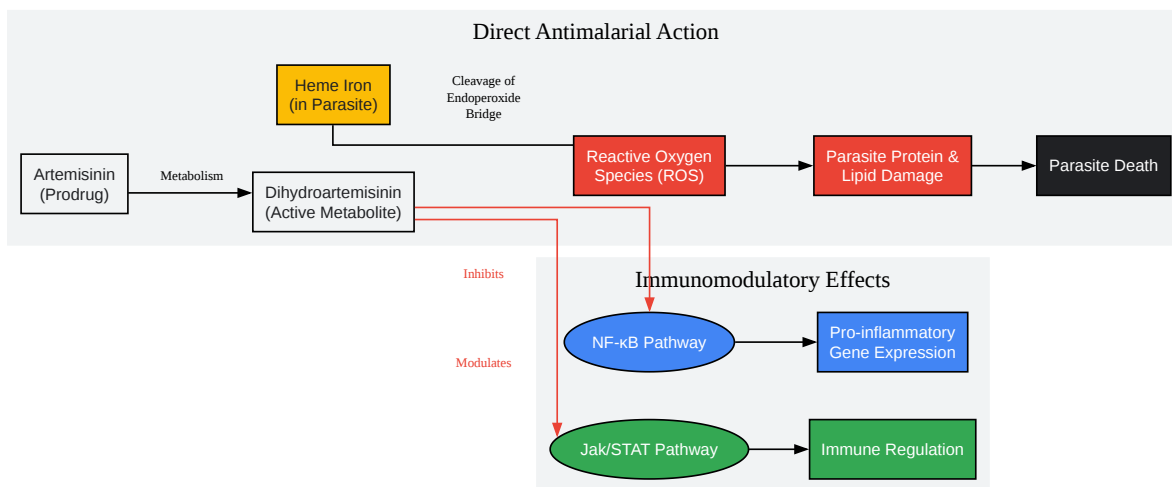 Direct Antimalarial Action
Heme Iron
(in Parasite)
Cleavage of
Endoperoxide
Bridge
Artemisinin
(Prodrug)
Metabolism
Dihydroartemisinin
(Active Metabolite)
Reactive Oxygen
Species (ROS)
Parasite Protein &
Lipid Damage
Parasite Death
Inhibits
Modulates
Immunomodulatory Effects
NF-κB Pathway
Pro-inflammatory
Gene Expression
Jak/STAT Pathway
Immune Regulation